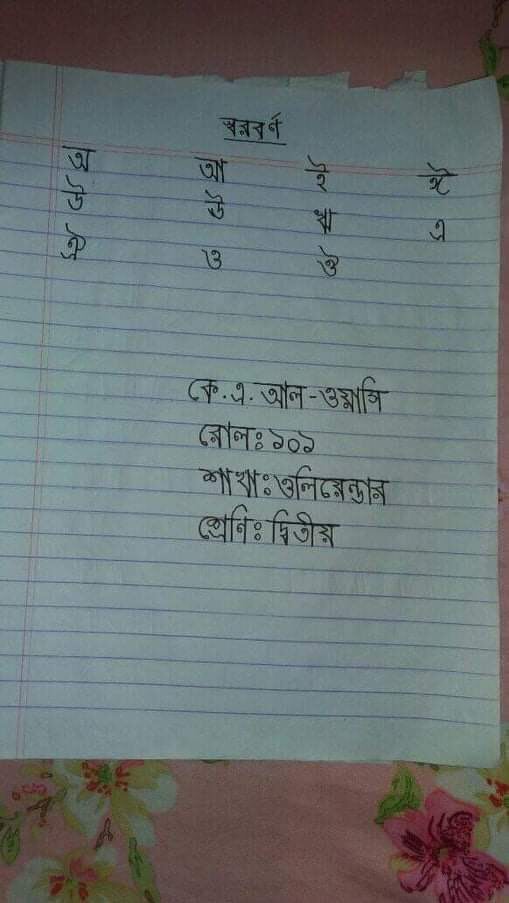 স্বরবর্ণ
অ আ ই ঈ
উ ঊ ঋ এ
ঐ ও ঔ
কে.এ. আল-ওয়াসি
রোল: ১০১
শাখা: ওলিয়েন্ডার
শ্রেণি: দ্বিতীয়